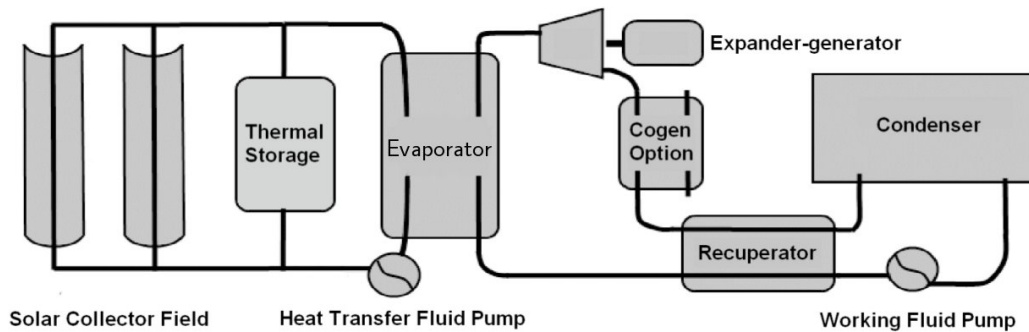 Expander-generator
Thermal
Storage
Evaporator
Cogen
Option
Condenser
Recuperator
Solar Collector Field
Heat Transfer Fluid Pump
Working Fluid Pump